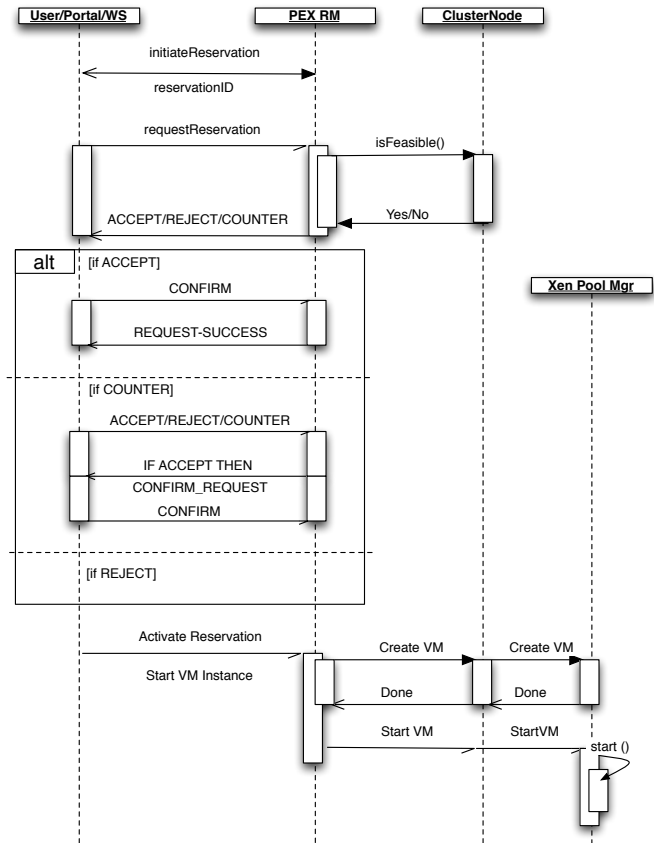 User/Portal/WS
PEX RM
ClusterNode
initiateReservation
reservationID
requestReservation
isFeasible()
Yes/No
ACCEPT/REJECT/COUNTER
alt
[if ACCEPT]
CONFIRM
Xen Pool Mgr
REQUEST-SUCCESS
[if COUNTER]
ACCEPT/REJECT/COUNTER
IF ACCEPT THEN
CONFIRM_REQUEST
CONFIRM
[if REJECT]
Activate Reservation
Create VM
Create VM
Start VM Instance
Done
Done
Start VM
StartVM
start ()